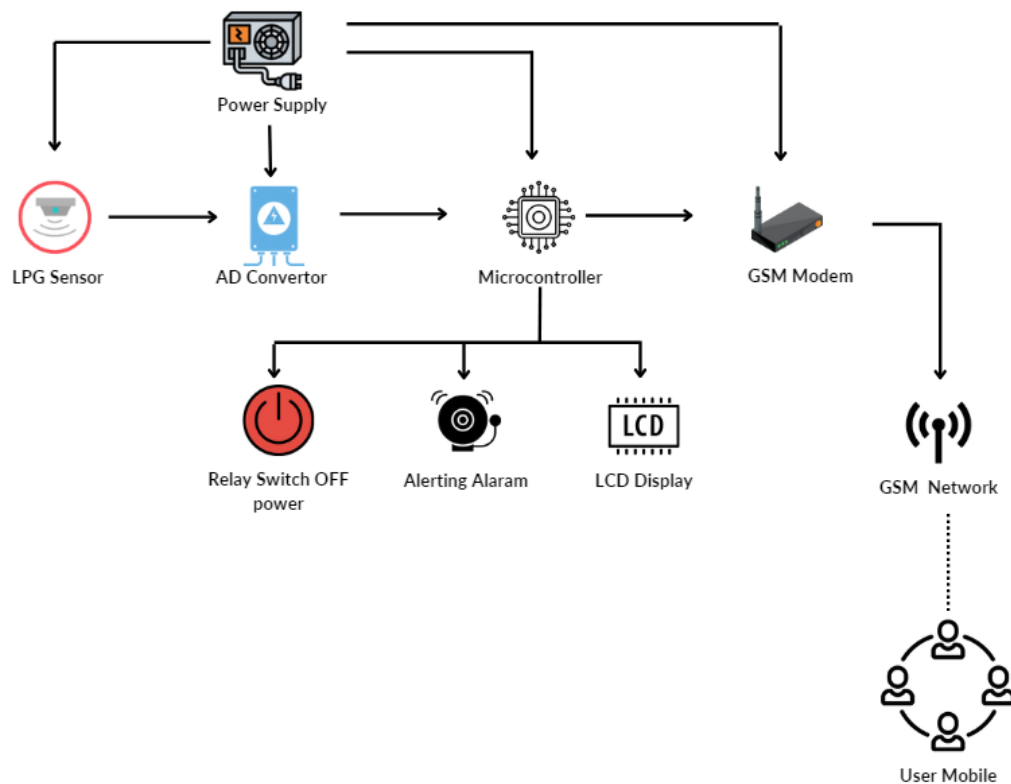 Power Supply
LPG Sensor
AD Convertor
Microcontroller
GSM Modem
LCD
Relay Switch OFF
power
Alerting Alaram
LCD Display
GSM Network
User Mobile